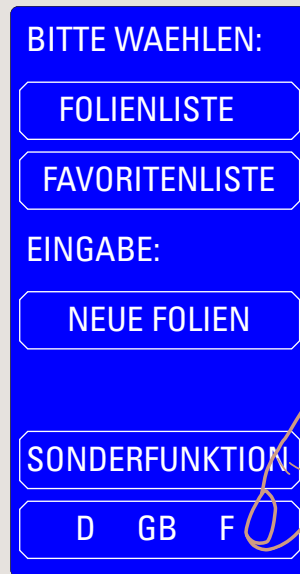 BITTE WAEHLEN:
FOLIENLISTE
FAVORITENLISTE
EINGABE:
NEUE FOLIEN
SONDERFUNKTION
D GB F